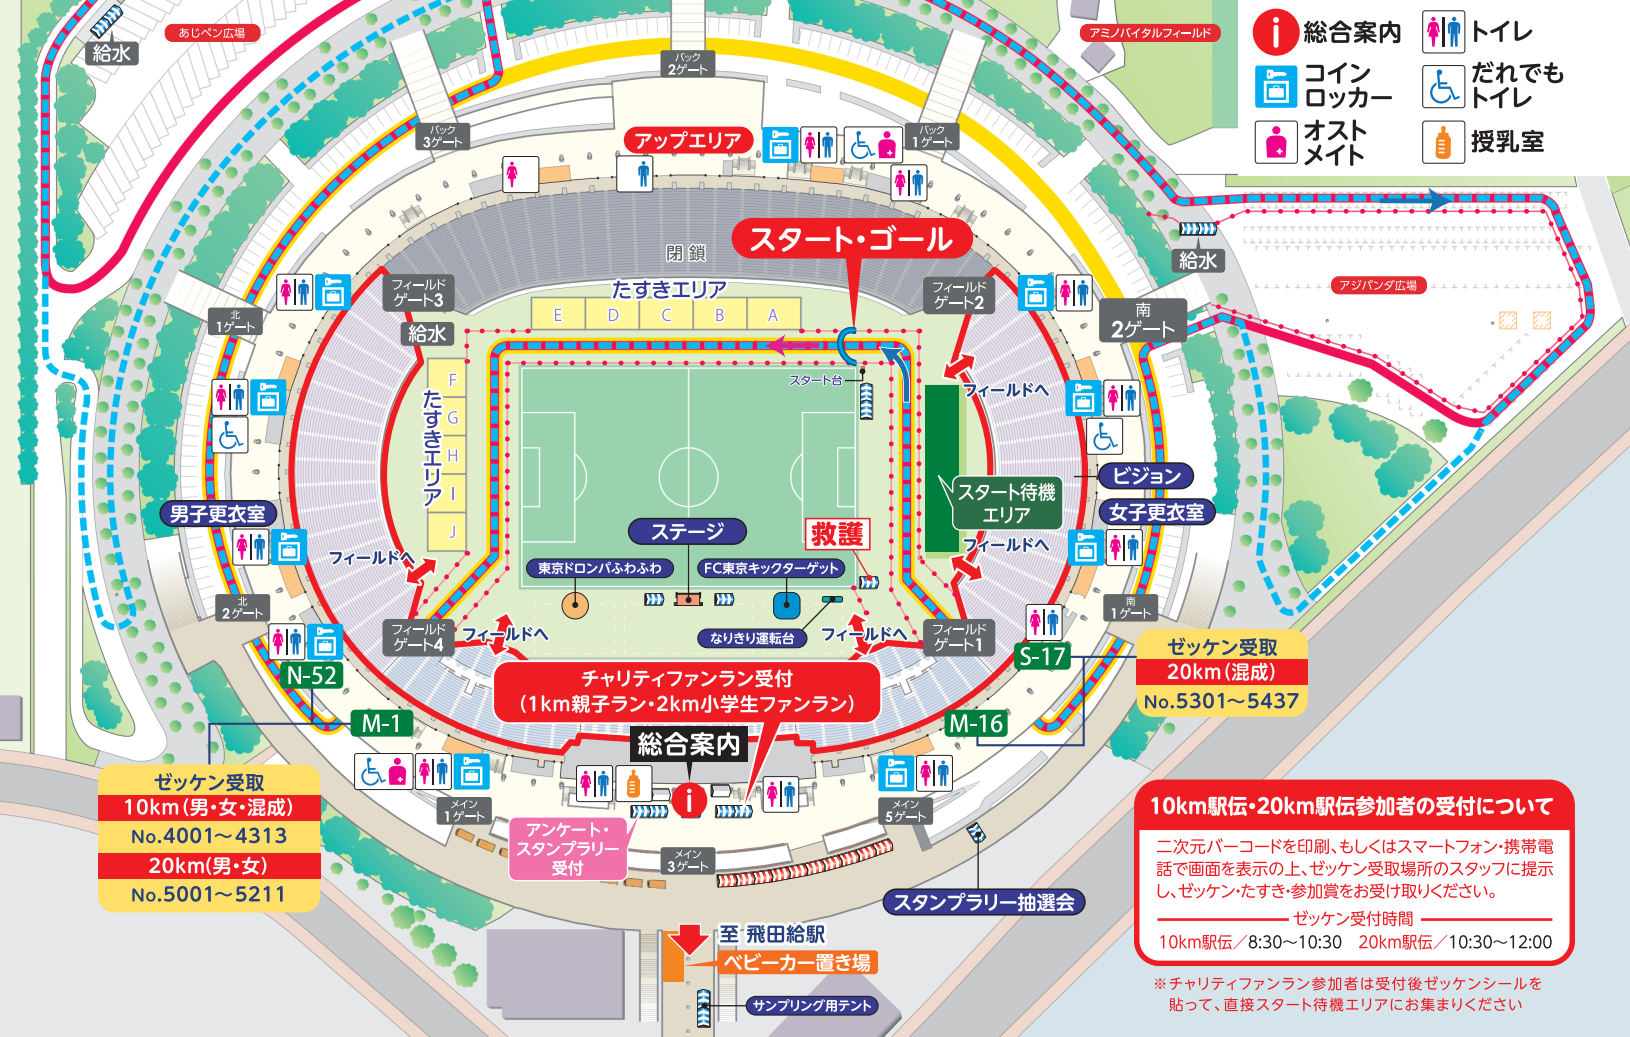 あじペン広場
給水
アミノバイタルフィールド
総合案内
トイレ
コイン
ロッカー
だれでも
トイレ
オスト
メイト
授乳室
バック
2ゲート
バック
3ゲート
アップエリア
バック
1ゲート
スタート・ゴール
閉鎖
たすきエリア
E D C B A
フィールド
ゲート3
給水
フィールド
ゲート2
北
1ゲート
南
2ゲート
給水
アジパンダ広場
スタート台
フィールドへ
たすきエリア
F
G
H
I
J
スタート待機
エリア
ビジョン
男子更衣室
女子更衣室
ステージ
救護
フィールドへ
フィールドへ
東京ドロンパふわふわ
FC東京キックターゲット
なりきり運転台
北
2ゲート
南
1ゲート
フィールド
ゲート4
フィールドへ
フィールドへ
フィールド
ゲート1
N-52
S-17
ゼッケン受取
20km(混成)
No.5301〜5437
チャリティファンラン受付
(1km親子ラン・2km小学生ファンラン)
M-1
M-16
総合案内
i
ゼッケン受取
10km(男・女・混成)
No.4001〜4313
20km(男・女)
No.5001〜5211
メイン
1ゲート
メイン
5ゲート
アンケート・
スタンプラリー
受付
メイン
3ゲート
スタンプラリー抽選会
至 飛田給駅
ベビーカー置き場
サンプリング用テント
10km駅伝・20km駅伝参加者の受付について
二次元バーコードを印刷、もしくはスマートフォン・携帯電
話で画面を表示の上、ゼッケン受取場所のスタッフに提示
し、ゼッケン・たすき・参加賞をお受け取りください。
ゼッケン受付時間
10km駅伝/8:30〜10:30 20km駅伝/10:30〜12:00
※チャリティファンラン参加者は受付後ゼッケンシールを
貼って、直接スタート待機エリアにお集まりください